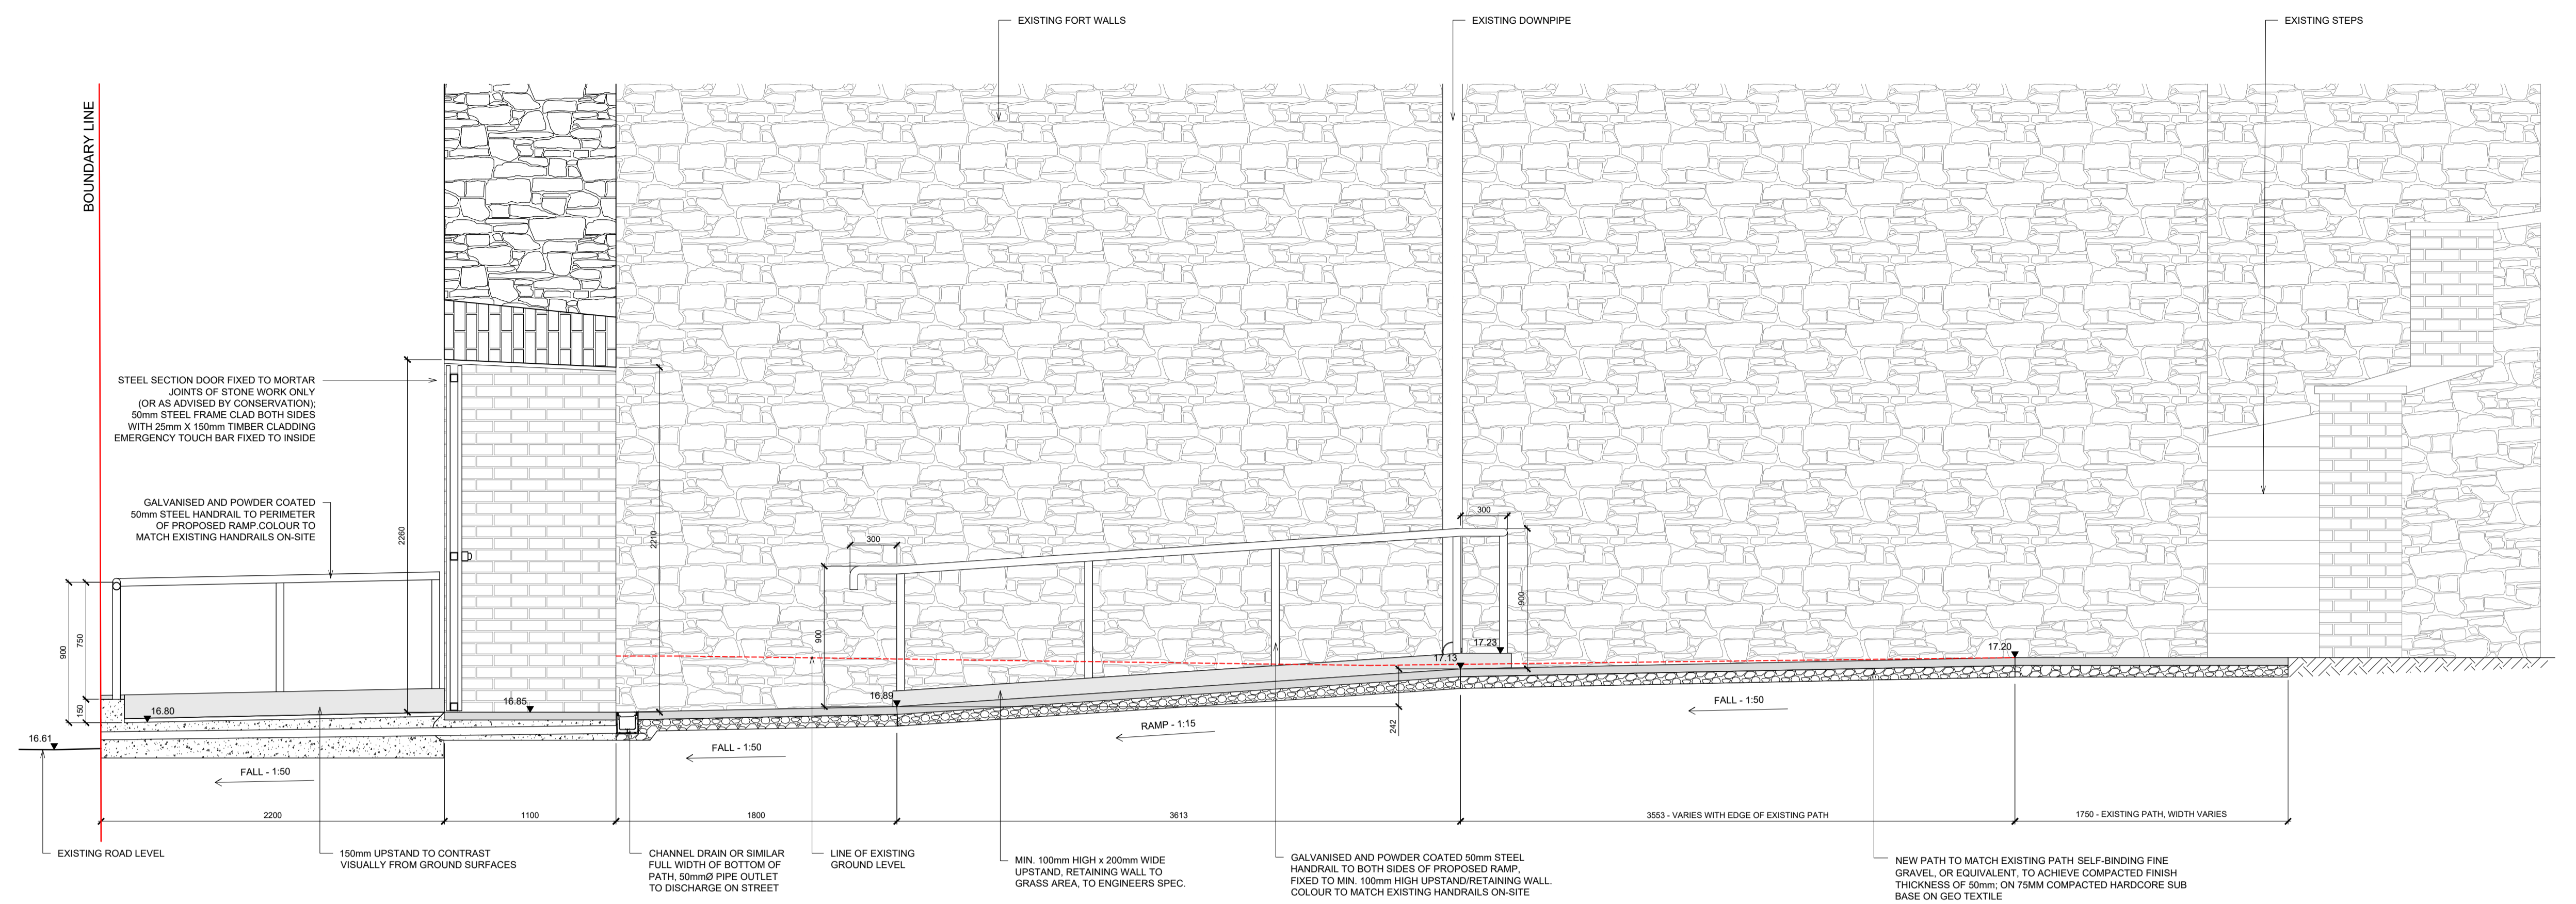 EXISTING FORT WALLS
EXISTING DOWNPIPE
EXISTING STEPS
BOUNDARY LINE
STEEL SECTION DOOR FIXED TO MORTAR
JOINTS OF STONE WORK ONLY
(OR AS ADVISED BY CONSERVATION);
50mm STEEL FRAME CLAD BOTH SIDES
WITH 25mm X 150mm TIMBER CLADDING
EMERGENCY TOUCH BAR FIXED TO INSIDE
GALVANISED AND POWDER COATED
50mm STEEL HANDRAIL TO PERIMETER
OF PROPOSED RAMP.COLOUR TO
MATCH EXISTING HANDRAILS ON-SITE
2260
2210
300
300
900
750
150
900
900
16.61
16.80
16.85
16.89
17.13
17.23
17.20
242
FALL - 1:50
FALL - 1:50
RAMP - 1:15
FALL - 1:50
2200
1100
1800
3613
3553 - VARIES WITH EDGE OF EXISTING PATH
1750 - EXISTING PATH, WIDTH VARIES
EXISTING ROAD LEVEL
150mm UPSTAND TO CONTRAST
VISUALLY FROM GROUND SURFACES
CHANNEL DRAIN OR SIMILAR
FULL WIDTH OF BOTTOM OF
PATH, 50mmØ PIPE OUTLET
TO DISCHARGE ON STREET
LINE OF EXISTING
GROUND LEVEL
MIN. 100mm HIGH x 200mm WIDE
UPSTAND, RETAINING WALL TO
GRASS AREA, TO ENGINEERS SPEC.
GALVANISED AND POWDER COATED 50mm STEEL
HANDRAIL TO BOTH SIDES OF PROPOSED RAMP,
FIXED TO MIN. 100mm HIGH UPSTAND/RETAINING WALL.
COLOUR TO MATCH EXISTING HANDRAILS ON-SITE
NEW PATH TO MATCH EXISTING PATH SELF-BINDING FINE
GRAVEL, OR EQUIVALENT, TO ACHIEVE COMPACTED FINISH
THICKNESS OF 50mm; ON 75MM COMPACTED HARDCORE SUB
BASE ON GEO TEXTILE